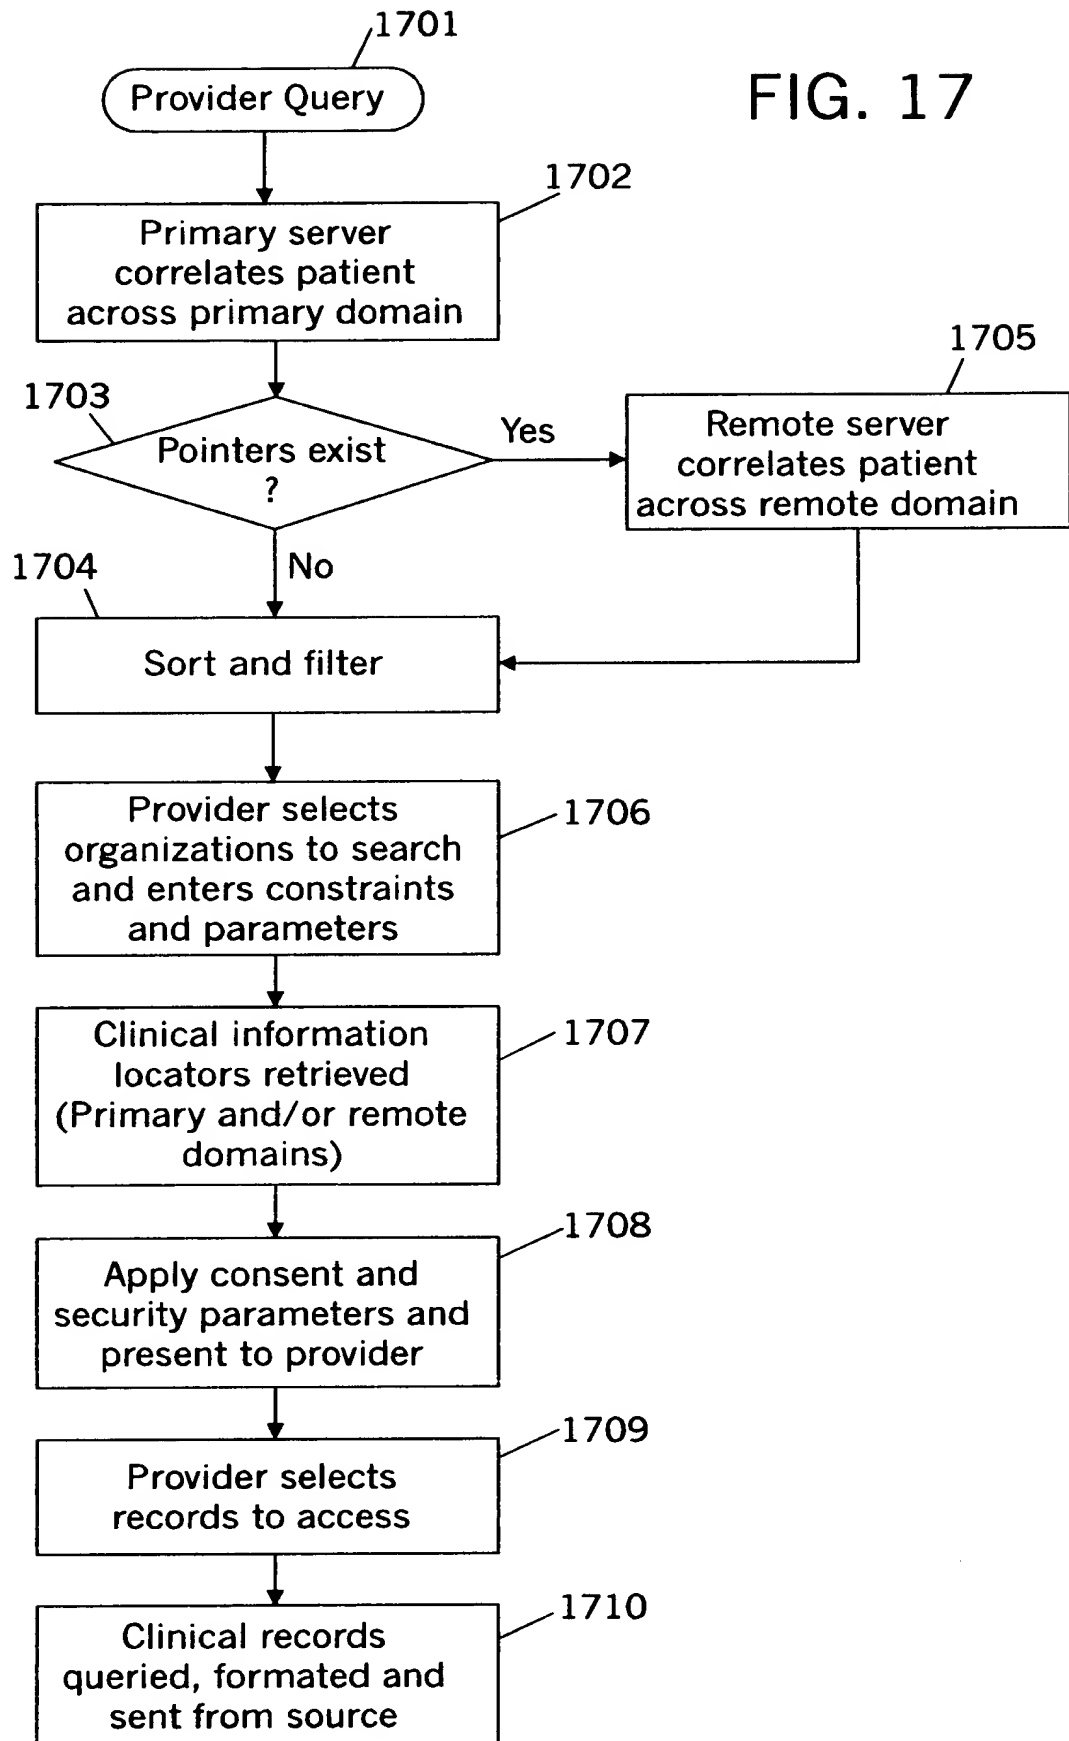 1701
Provider Query
FIG. 17
1702
Primary server
correlates patient
across primary domain
1703
Pointers exist
?
Yes
1705
Remote server
correlates patient
across remote domain
No
1704
Sort and filter
Provider selects
organizations to search
and enters constraints
and parameters
1706
Clinical information
locators retrieved
(Primary and/or remote
domains)
1707
Apply consent and
security parameters and
present to provider
1708
Provider selects
records to access
1709
Clinical records
queried, formated and
sent from source
1710